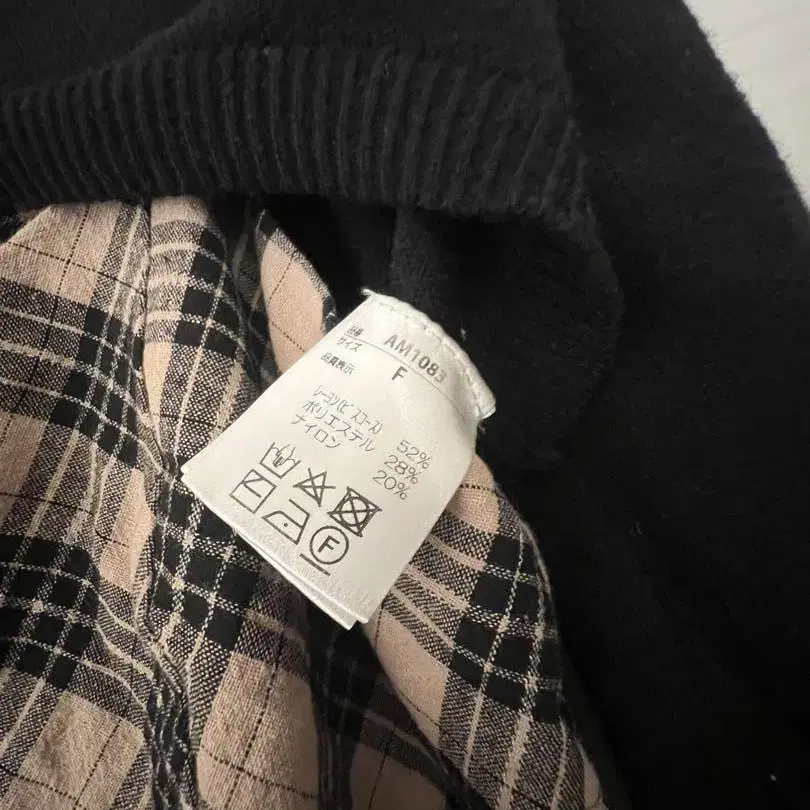 品番 AM1083
サイズ F
品質表示
レーヨン(ビスコース) 52%
ポリエステル 28%
ナイロン 20%
F